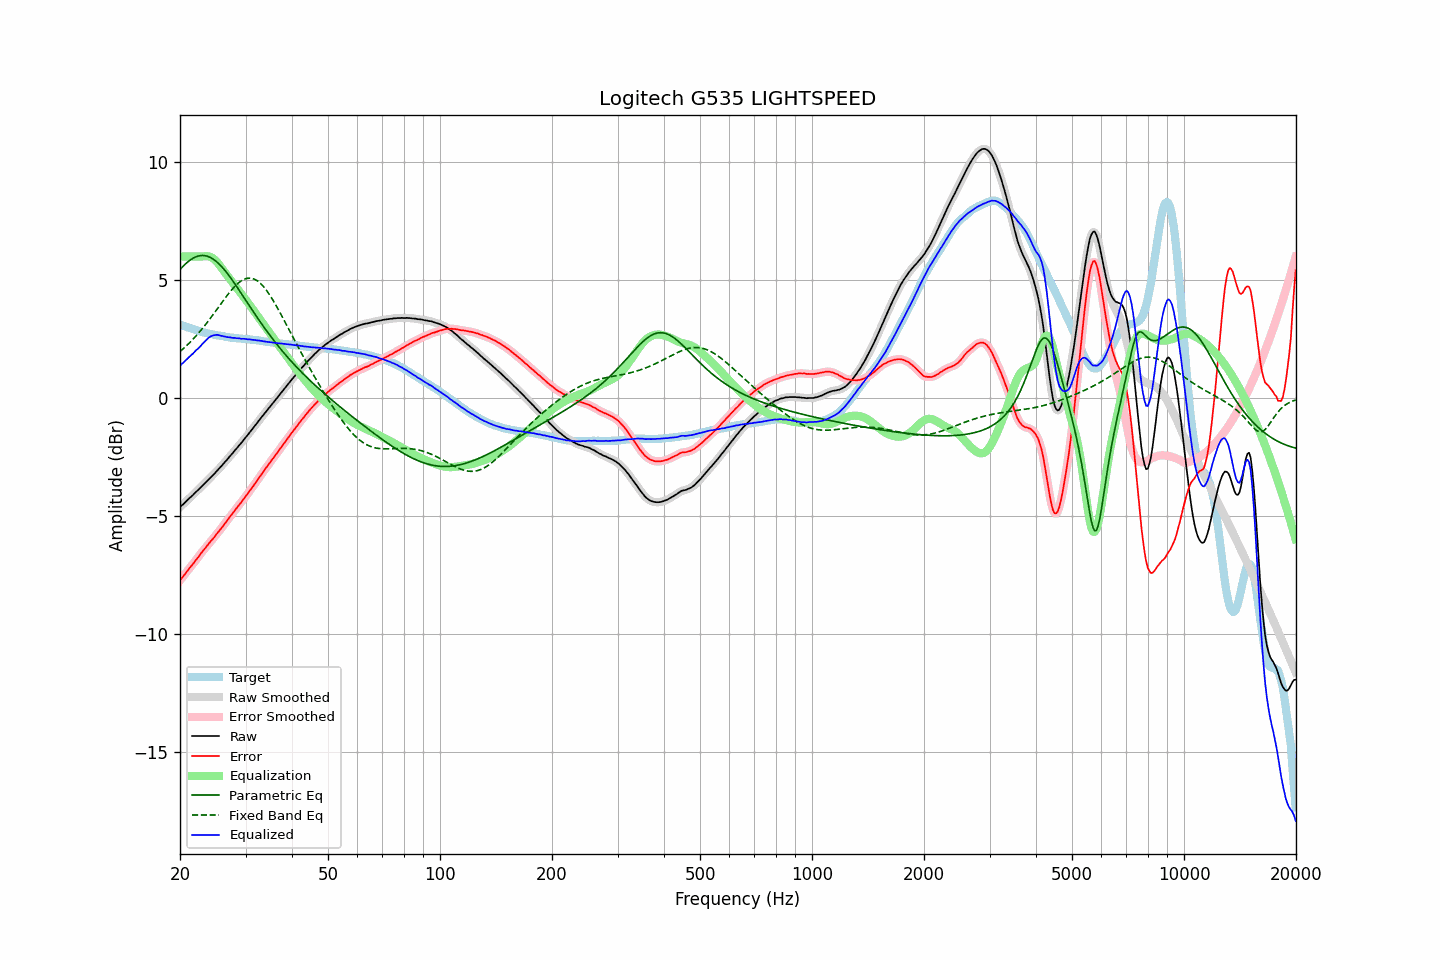 Logitech G535 LIGHTSPEED
Amplitude (dBr)
10
5
0
−5
−10
−15
Target
Raw Smoothed
Error Smoothed
Raw
Error
Equalization
Parametric Eq
Fixed Band Eq
Equalized
20 50 100 200 500 1000 2000 5000 10000 20000
Frequency (Hz)